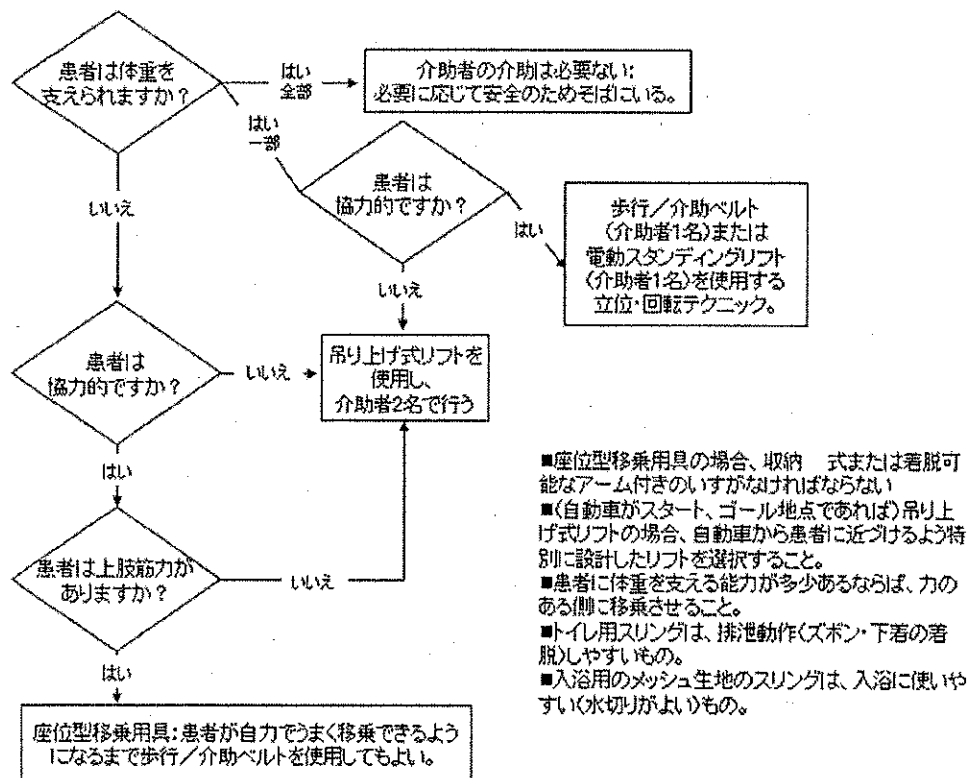 患者は体重を
支えられますか？
はい
全部
介助者の介助は必要ない：
必要に応じて安全のためそばにいる。
はい
一部
患者は
協力的ですか？
はい
歩行／介助ベルト
（介助者1名）または
電動スタンディングリフト
（介助者1名）を使用する
立位・回転テクニック。
いいえ
いいえ
患者は
協力的ですか？
いいえ
吊り上げ式リフトを
使用し、
介助者2名で行う
はい
患者は上肢筋力が
ありますか？
いいえ
はい
座位型移乗用具：患者が自力でうまく移乗できるよう
になるまで歩行／介助ベルトを使用してもよい。
■座位型移乗用具の場合、収納　式または着脱可
能なアーム付きのいすがなければならない
■（自動車がスタート、ゴール地点であれば）吊り上
げ式リフトの場合、自動車から患者に近づけるよう特
別に設計したリフトを選択すること。
■患者に体重を支える能力が多少あるならば、力の
ある側に移乗させること。
■トイレ用スリングは、排泄動作（ズボン・下着の着
脱）しやすいもの。
■入浴用のメッシュ生地のスリングは、入浴に使いや
すい（水切りがよい）もの。